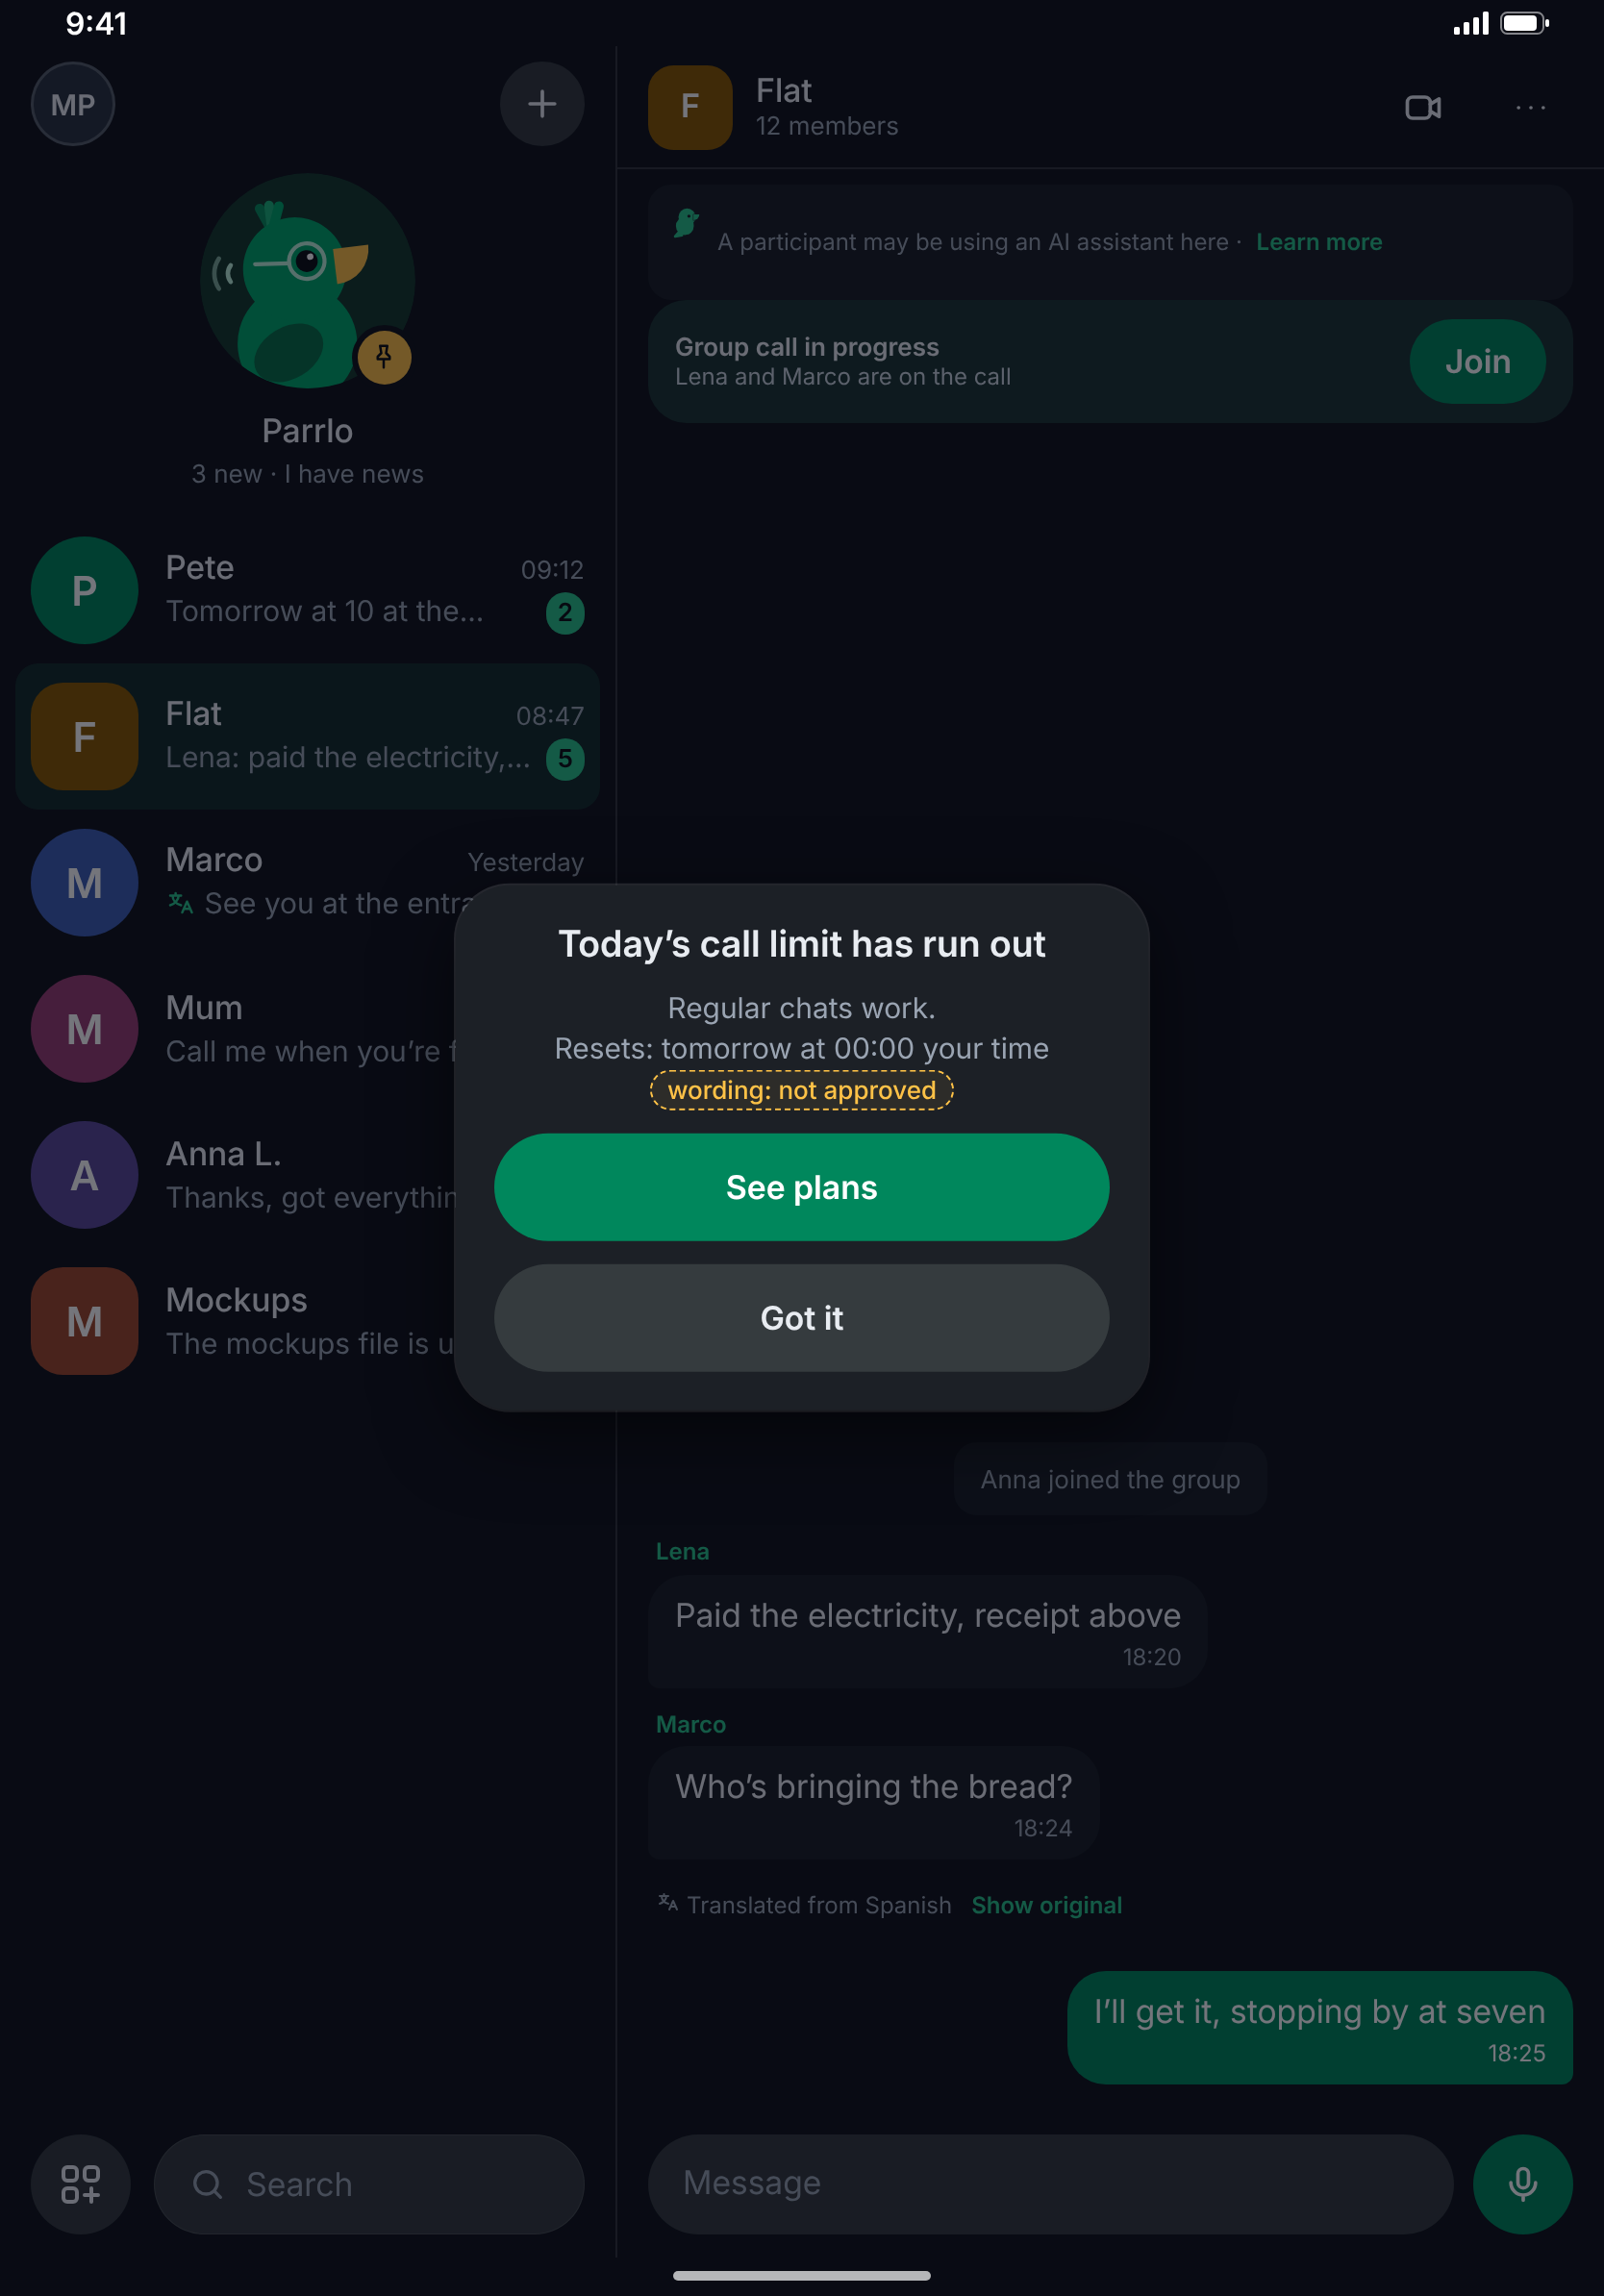 9:41
MP
Parrlo
3 new · I have news
P
Pete
09:12
Tomorrow at 10 at the...
2
F
Flat
08:47
Lena: paid the electricity,...
5
M
Marco
Yesterday
See you at the entra
M
Mum
Call me when you’re f
A
Anna L.
Thanks, got everythin
M
Mockups
The mockups file is u
Search
F
Flat
12 members
A participant may be using an AI assistant here · Learn more
Group call in progress
Lena and Marco are on the call
Join
Today’s call limit has run out
Regular chats work.
Resets: tomorrow at 00:00 your time
wording: not approved
See plans
Got it
Anna joined the group
Lena
Paid the electricity, receipt above
18:20
Marco
Who’s bringing the bread?
18:24
Translated from Spanish Show original
I’ll get it, stopping by at seven
18:25
Message